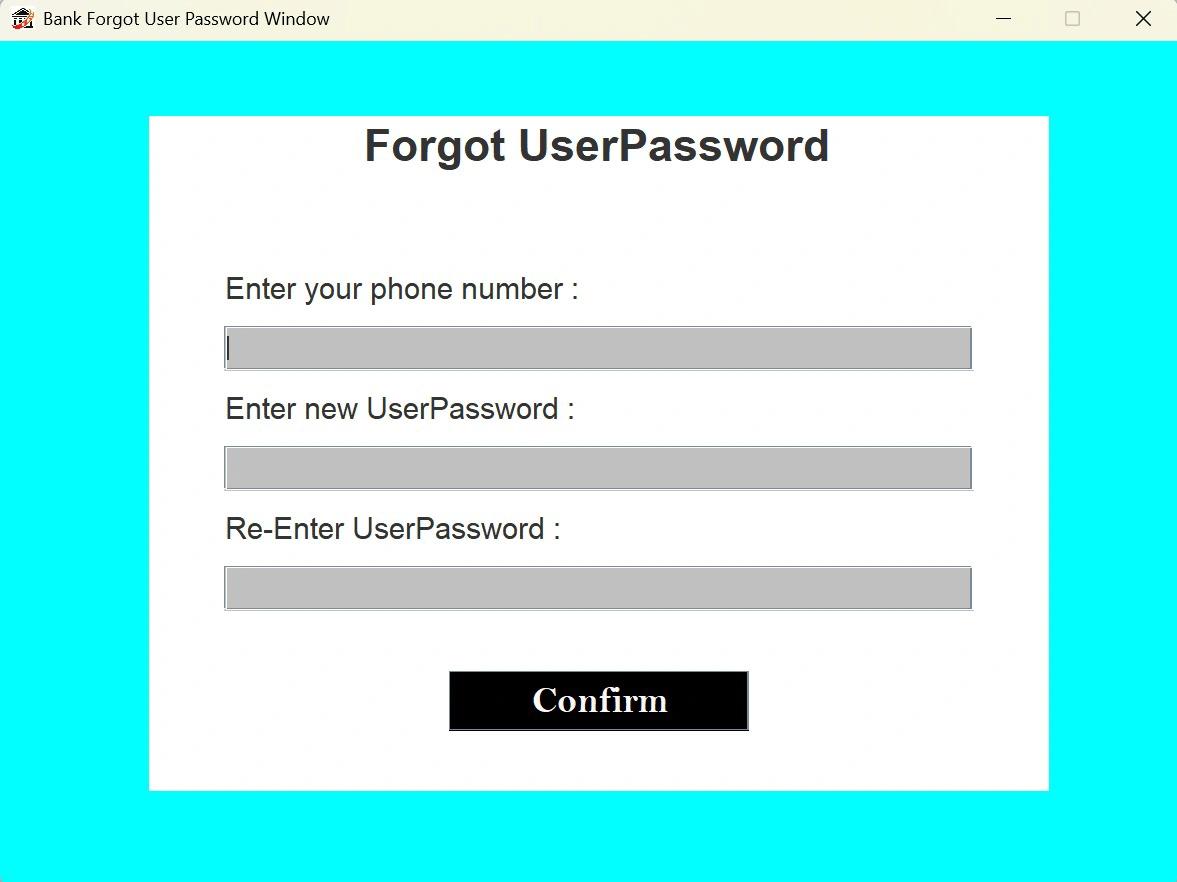 Bank Forgot User Password Window
Forgot UserPassword
Enter your phone number :
Enter new UserPassword :
Re-Enter UserPassword :
Confirm